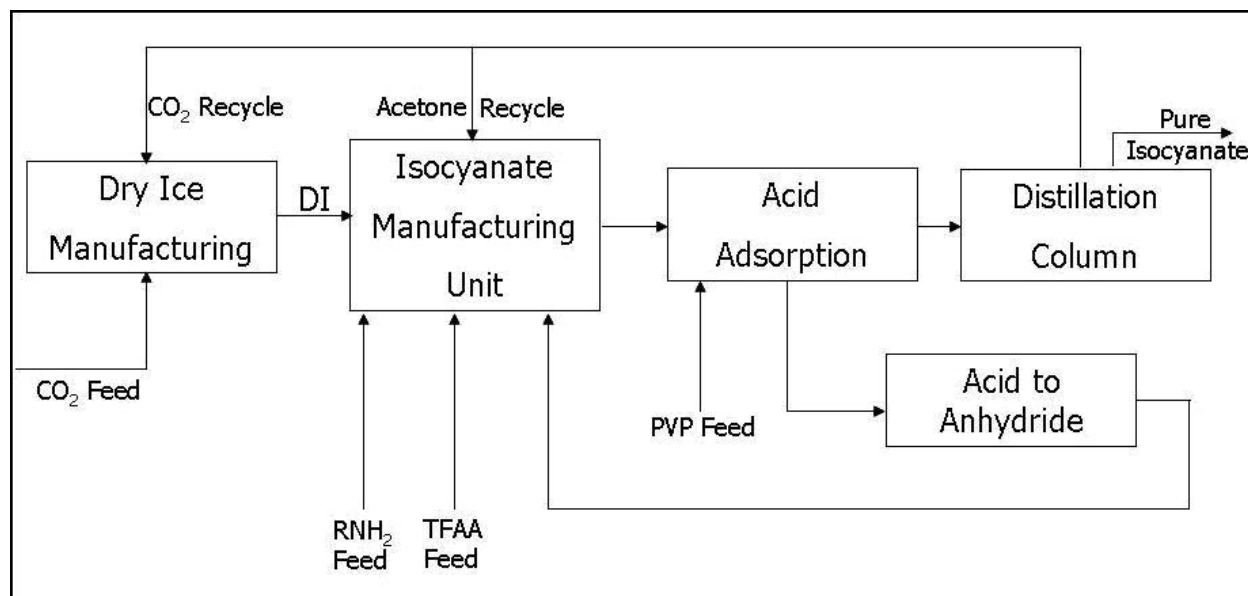 CO₂ Recycle
Acetone Recycle
Pure
Isocyanate
Dry Ice
Manufacturing
DI
Isocyanate
Manufacturing
Unit
Acid
Adsorption
Distillation
Column
CO₂ Feed
PVP Feed
Acid to
Anhydride
RNH₂
Feed
TFAA
Feed